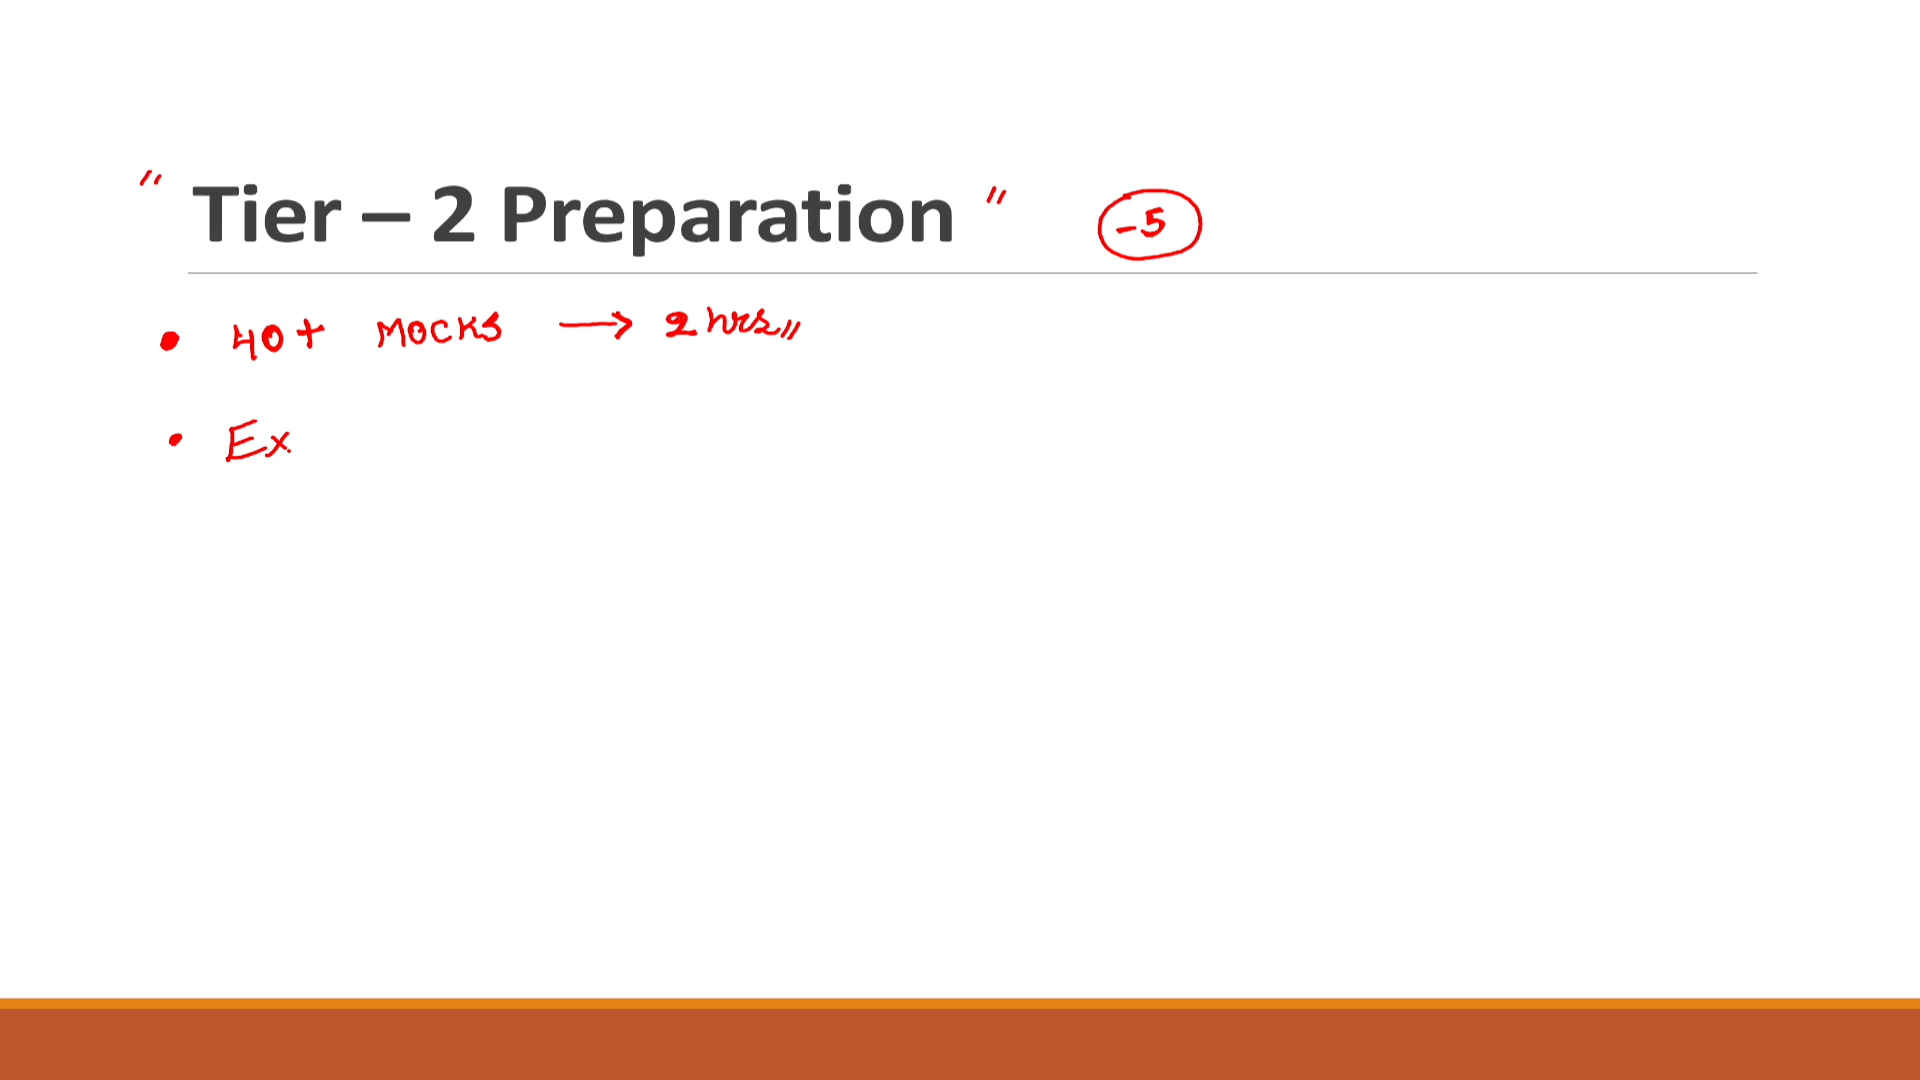 " Tier – 2 Preparation " -5
• 40+ MOCKS → 2 hrs,,
• Ex